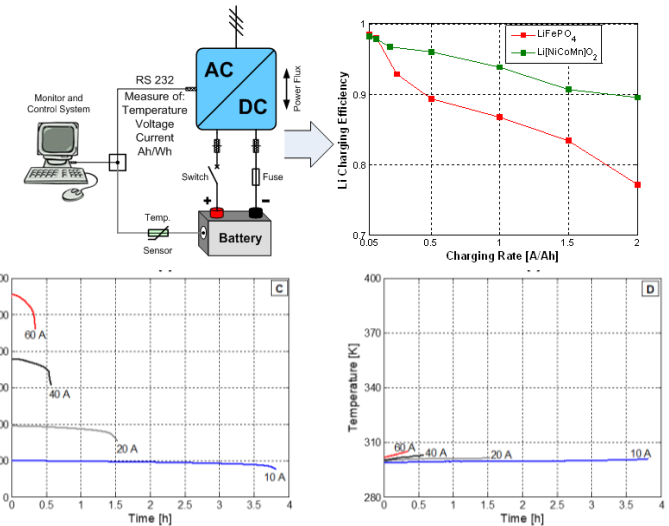 AC
DC
Power Flux
RS 232
Measure of:
Temperature
Voltage
Current
Ah/Wh
Monitor and
Control System
Switch
Fuse
+
−
Temp.
Sensor
Battery
Li Charging Efficiency
1
0.9
0.8
0.7
LiFePO4
Li[NiCoMn]O2
0.05 0.5 1 1.5 2
Charging Rate [A/Ah]
C
60 A
40 A
20 A
10 A
0 0.5 1 1.5 2 2.5 3 3.5 4
Time [h]
D
Temperature [K]
400
370
340
300
280
60 A
40 A
20 A
10 A
0 0.5 1 1.5 2 2.5 3 3.5 4
Time [h]